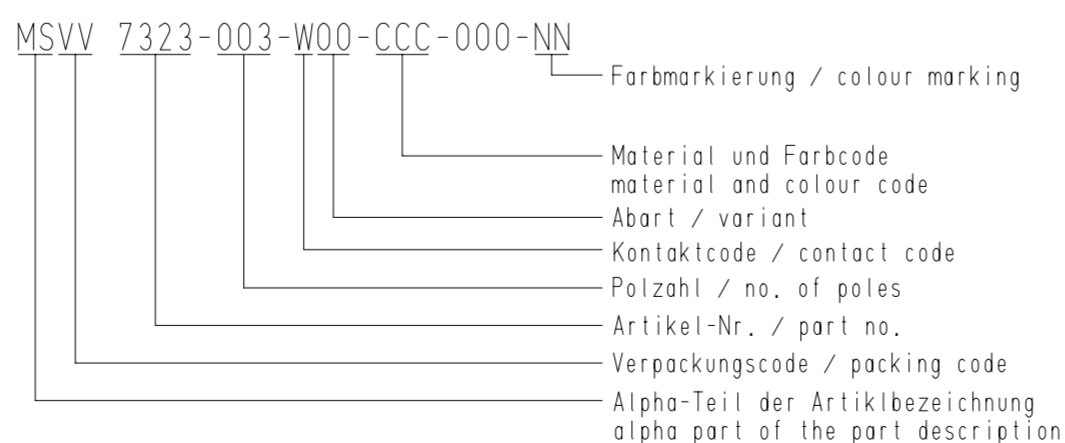 MSVV 7323-003-W00-CCC-000-NN
Farbmarkierung / colour marking
Material und Farbcode
material and colour code
Abart / variant
Kontaktcode / contact code
Polzahl / no. of poles
Artikel-Nr. / part no.
Verpackungscode / packing code
Alpha-Teil der Artiklbezeichnung
alpha part of the part description